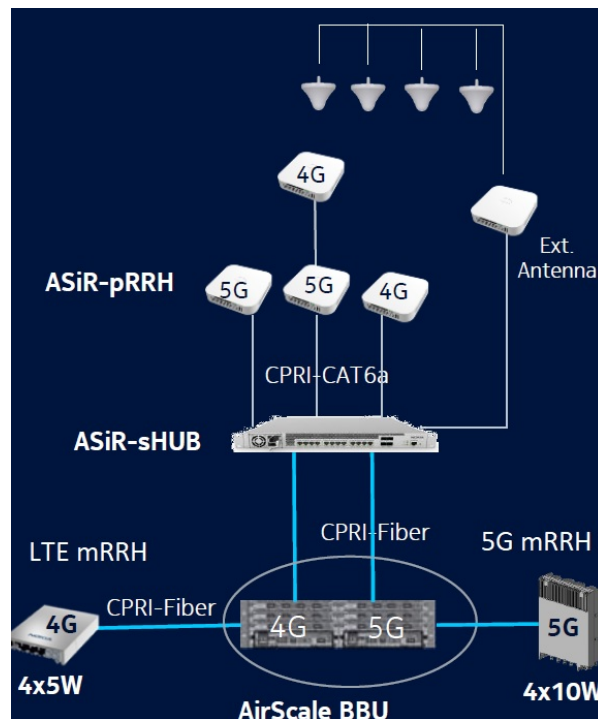 4G
Ext.
Antenna
ASiR-pRRH
5G
5G
4G
CPRI-CAT6a
ASiR-sHUB
CPRI-Fiber
LTE mRRH
5G mRRH
CPRI-Fiber
4G
4G
5G
5G
4x5W
4x10W
AirScale BBU